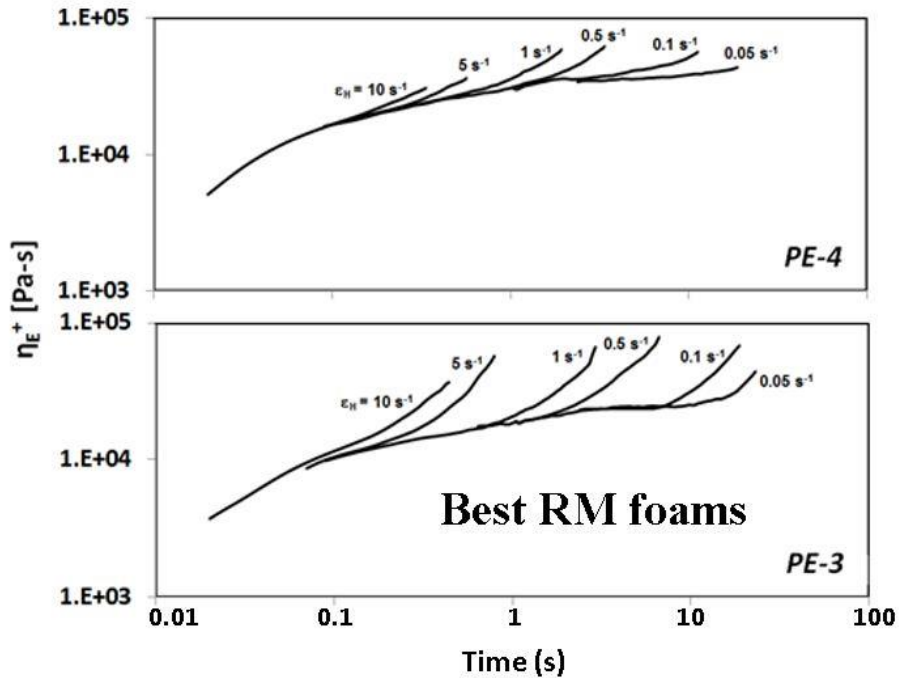 1.E+05
1.E+04
1.E+03
εH = 10 s-1
5 s-1
1 s-1
0.5 s-1
0.1 s-1
0.05 s-1
PE-4
ηE+ [Pa-s]
1.E+05
1.E+04
1.E+03
εH = 10 s-1
5 s-1
1 s-1
0.5 s-1
0.1 s-1
0.05 s-1
Best RM foams
PE-3
0.01 0.1 1 10 100
Time (s)